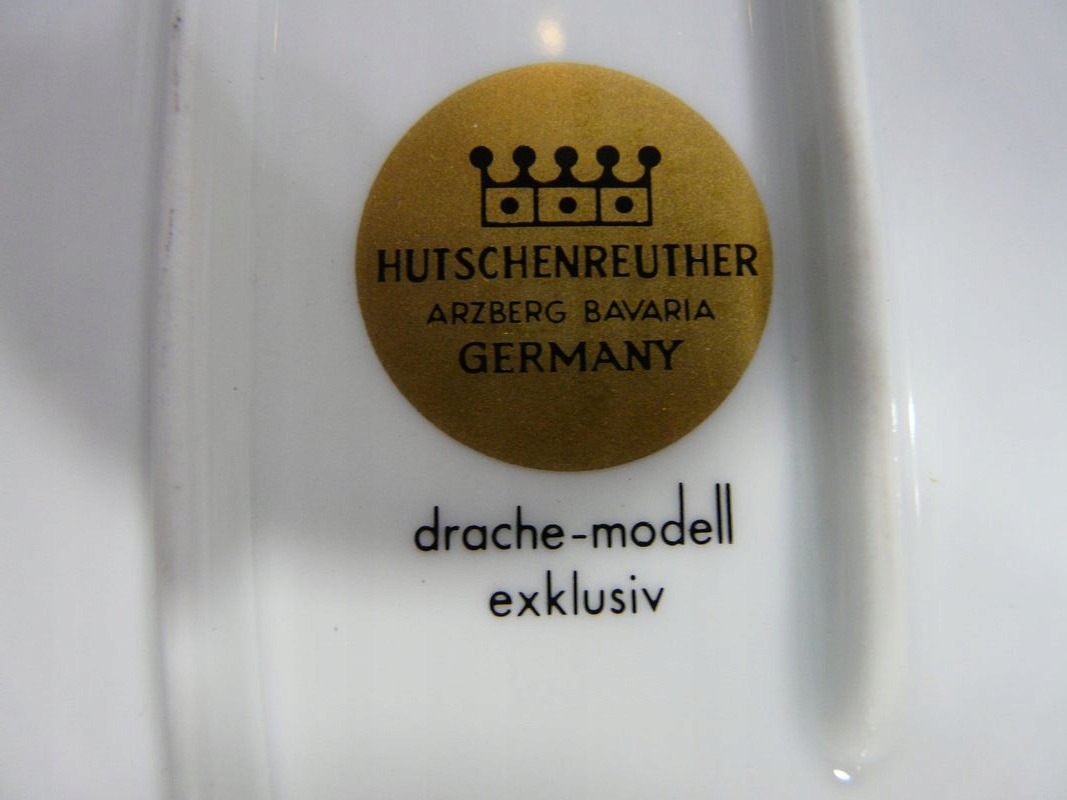 HUTSCHENREUTHER
ARZBERG BAVARIA
GERMANY
drache-modell
exklusiv